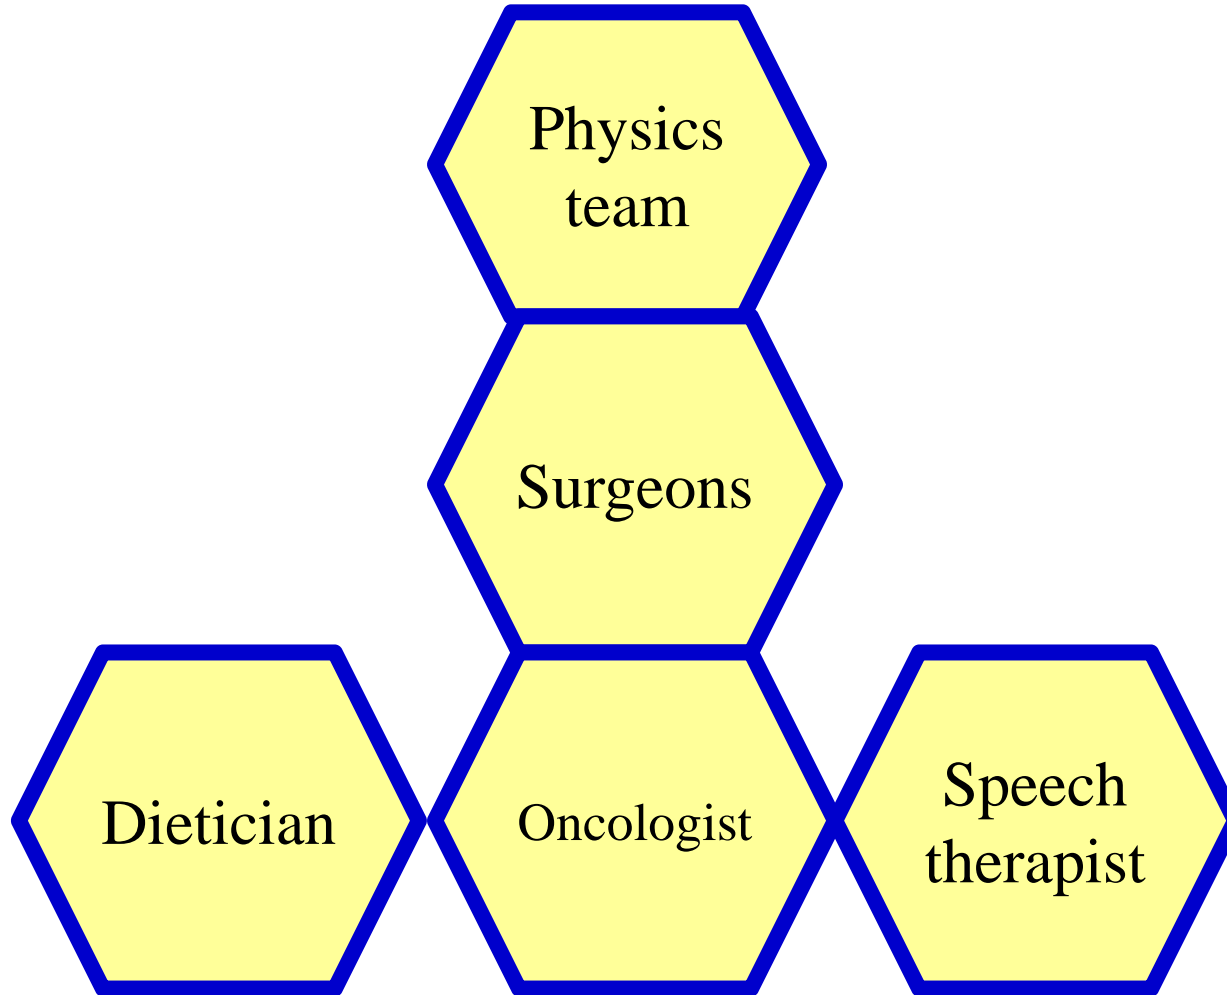 Physics
team
Surgeons
Dietician
Oncologist
Speech
therapist